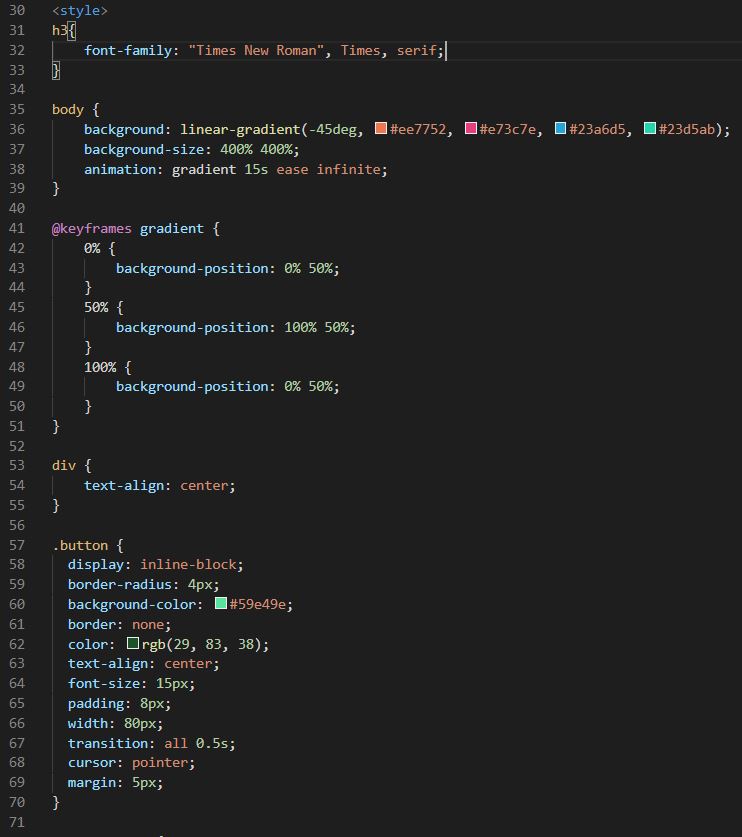 30 <style>
31 h3{
32     font-family: "Times New Roman", Times, serif;
33 }
34
35 body {
36     background: linear-gradient(-45deg, #ee7752, #e73c7e, #23a6d5, #23d5ab);
37     background-size: 400% 400%;
38     animation: gradient 15s ease infinite;
39 }
40
41 @keyframes gradient {
42     0% {
43         background-position: 0% 50%;
44     }
45     50% {
46         background-position: 100% 50%;
47     }
48     100% {
49         background-position: 0% 50%;
50     }
51 }
52
53 div {
54     text-align: center;
55 }
56
57 .button {
58   display: inline-block;
59   border-radius: 4px;
60   background-color: #59e49e;
61   border: none;
62   color: rgb(29, 83, 38);
63   text-align: center;
64   font-size: 15px;
65   padding: 8px;
66   width: 80px;
67   transition: all 0.5s;
68   cursor: pointer;
69   margin: 5px;
70 }
71